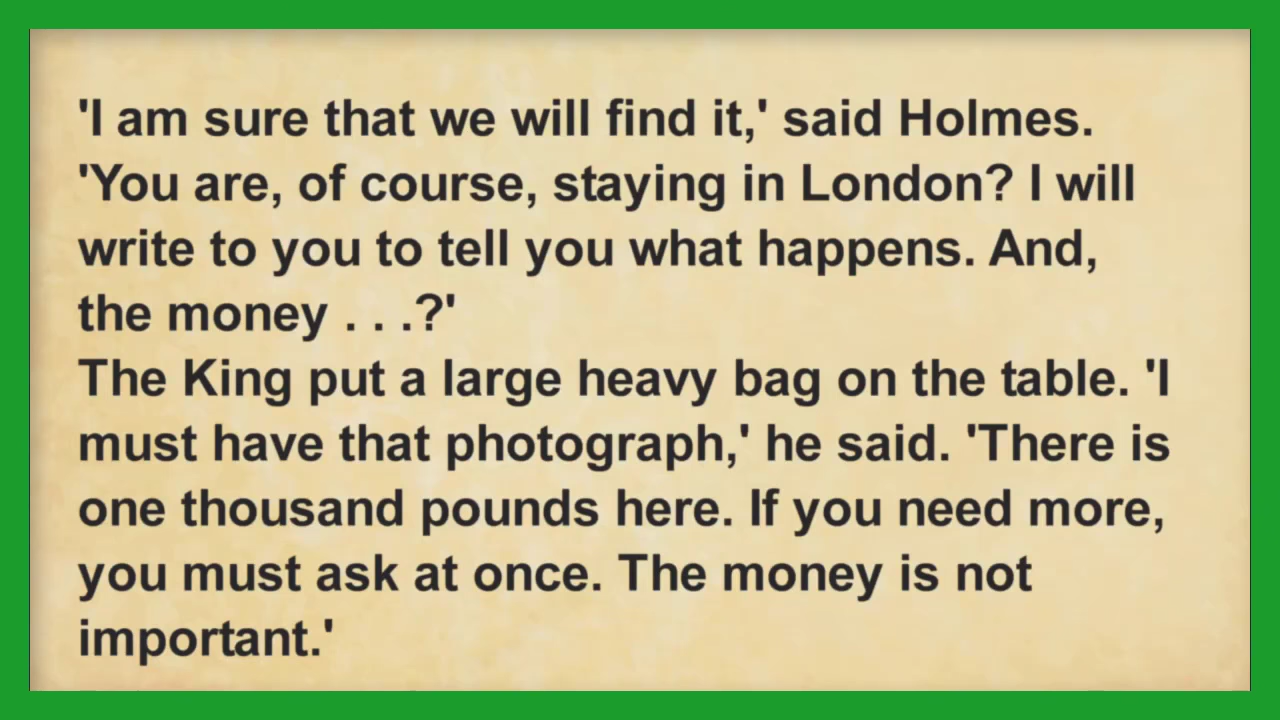 'I am sure that we will find it,' said Holmes.
'You are, of course, staying in London? I will
write to you to tell you what happens. And,
the money . . .?'
The King put a large heavy bag on the table. 'I
must have that photograph,' he said. 'There is
one thousand pounds here. If you need more,
you must ask at once. The money is not
important.'